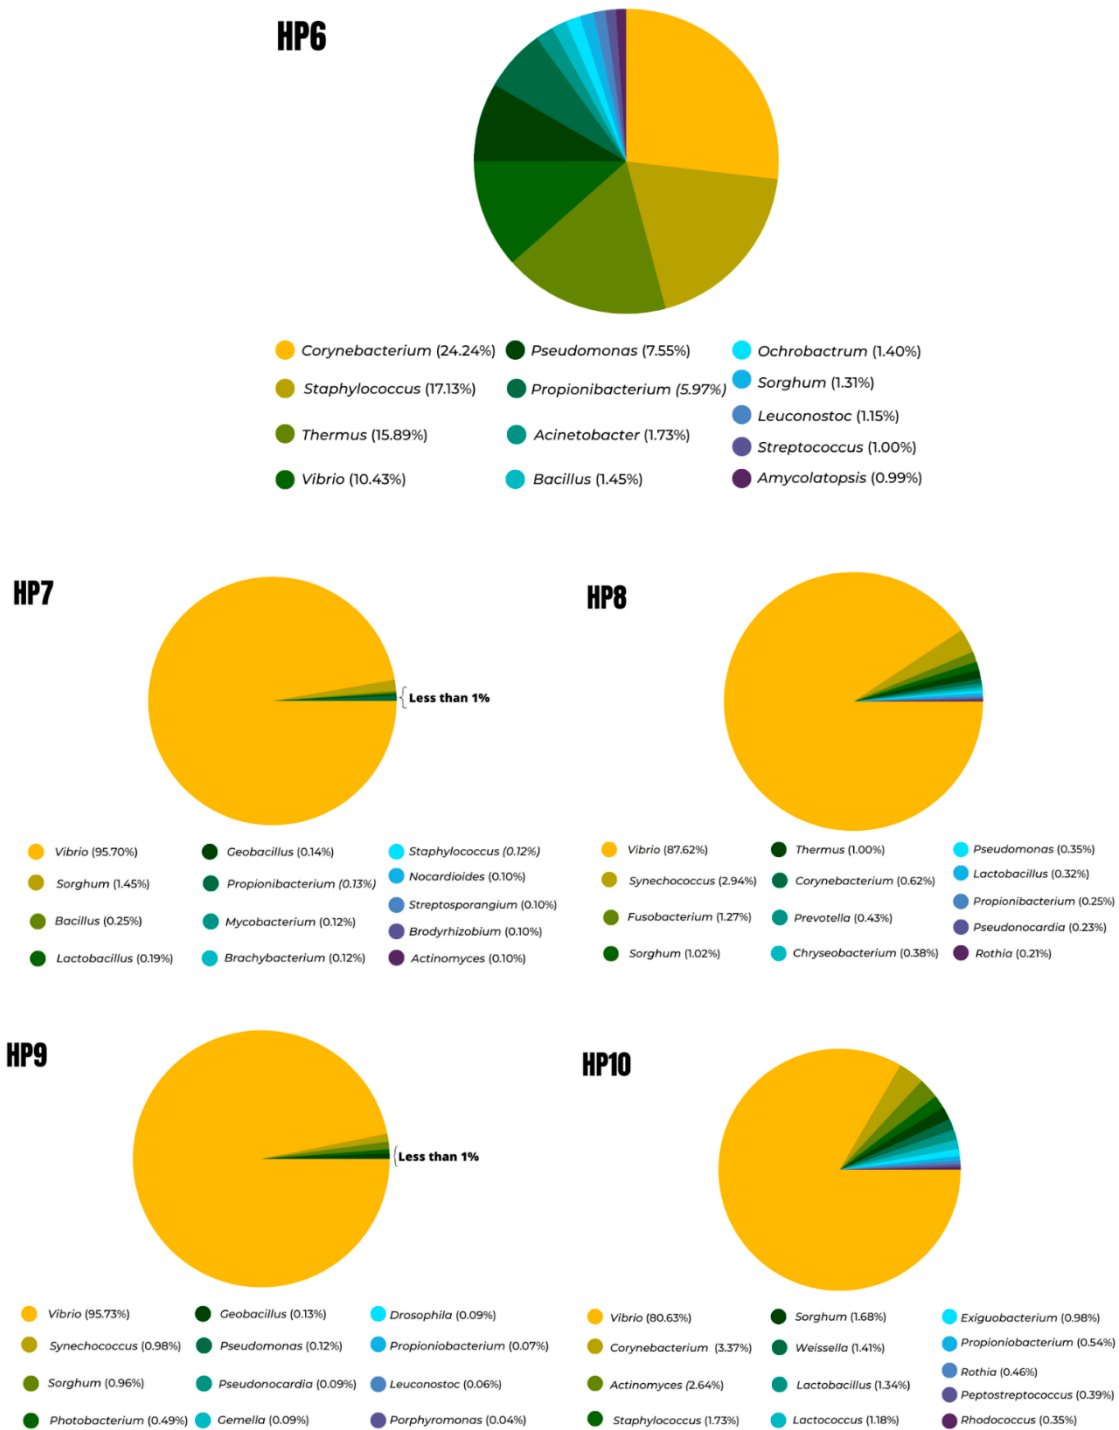 HP6
Corynebacterium (24.24%)
Staphylococcus (17.13%)
Thermus (15.89%)
Vibrio (10.43%)
Pseudomonas (7.55%)
Propionibacterium (5.97%)
Acinetobacter (1.73%)
Bacillus (1.45%)
Ochrobactrum (1.40%)
Sorghum (1.31%)
Leuconostoc (1.15%)
Streptococcus (1.00%)
Amycolatopsis (0.99%)
HP7
Less than 1%
Vibrio (95.70%)
Sorghum (1.45%)
Bacillus (0.25%)
Lactobacillus (0.19%)
Geobacillus (0.14%)
Propionibacterium (0.13%)
Mycobacterium (0.12%)
Brachybacterium (0.12%)
Staphylococcus (0.12%)
Nocardioides (0.10%)
Streptosporangium (0.10%)
Brodyrhizobium (0.10%)
Actinomyces (0.10%)
HP8
Vibrio (87.62%)
Synechococcus (2.94%)
Fusobacterium (1.27%)
Sorghum (1.02%)
Thermus (1.00%)
Corynebacterium (0.62%)
Prevotella (0.43%)
Chryseobacterium (0.38%)
Pseudomonas (0.35%)
Lactobacillus (0.32%)
Propionibacterium (0.25%)
Pseudonocardia (0.23%)
Rothia (0.21%)
HP9
Less than 1%
Vibrio (95.73%)
Synechococcus (0.98%)
Sorghum (0.96%)
Photobacterium (0.49%)
Geobacillus (0.13%)
Pseudomonas (0.12%)
Pseudonocardia (0.09%)
Gemella (0.09%)
Drosophila (0.09%)
Propioniobacterium (0.07%)
Leuconostoc (0.06%)
Porphyromonas (0.04%)
HP10
Vibrio (80.63%)
Corynebacterium (3.37%)
Actinomyces (2.64%)
Staphylococcus (1.73%)
Sorghum (1.68%)
Weissella (1.41%)
Lactobacillus (1.34%)
Lactococcus (1.18%)
Exiguobacterium (0.98%)
Propioniobacterium (0.54%)
Rothia (0.46%)
Peptostreptococcus (0.39%)
Rhodococcus (0.35%)